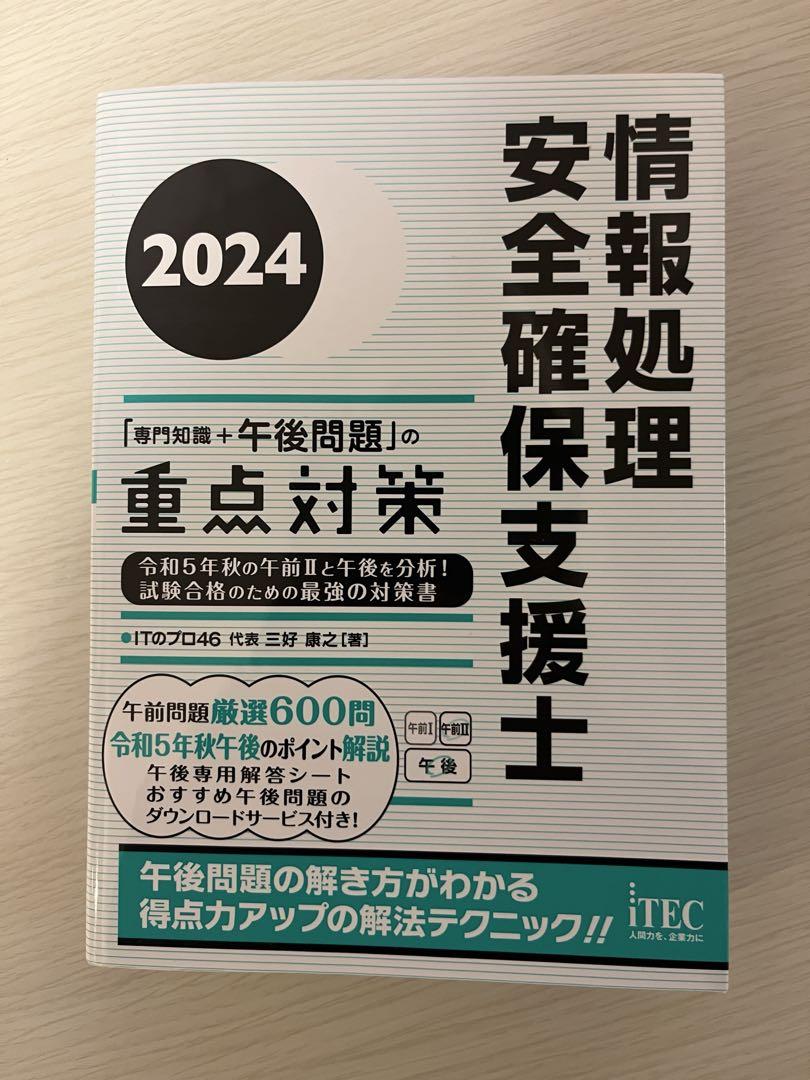 情報処理
安全確保支援士
2024
「専門知識＋午後問題」の
重点対策
令和5年秋の午前Ⅱと午後を分析！
試験合格のための最強の対策書
●ITのプロ46 代表 三好 康之［著］
午前問題厳選600問
令和5年秋午後のポイント解説
午後専用解答シート
おすすめ午後問題の
ダウンロードサービス付き！
午前Ⅰ 午前Ⅱ
午後
午後問題の解き方がわかる
得点力アップの解法テクニック!!
iTEC
人間力を、企業力に